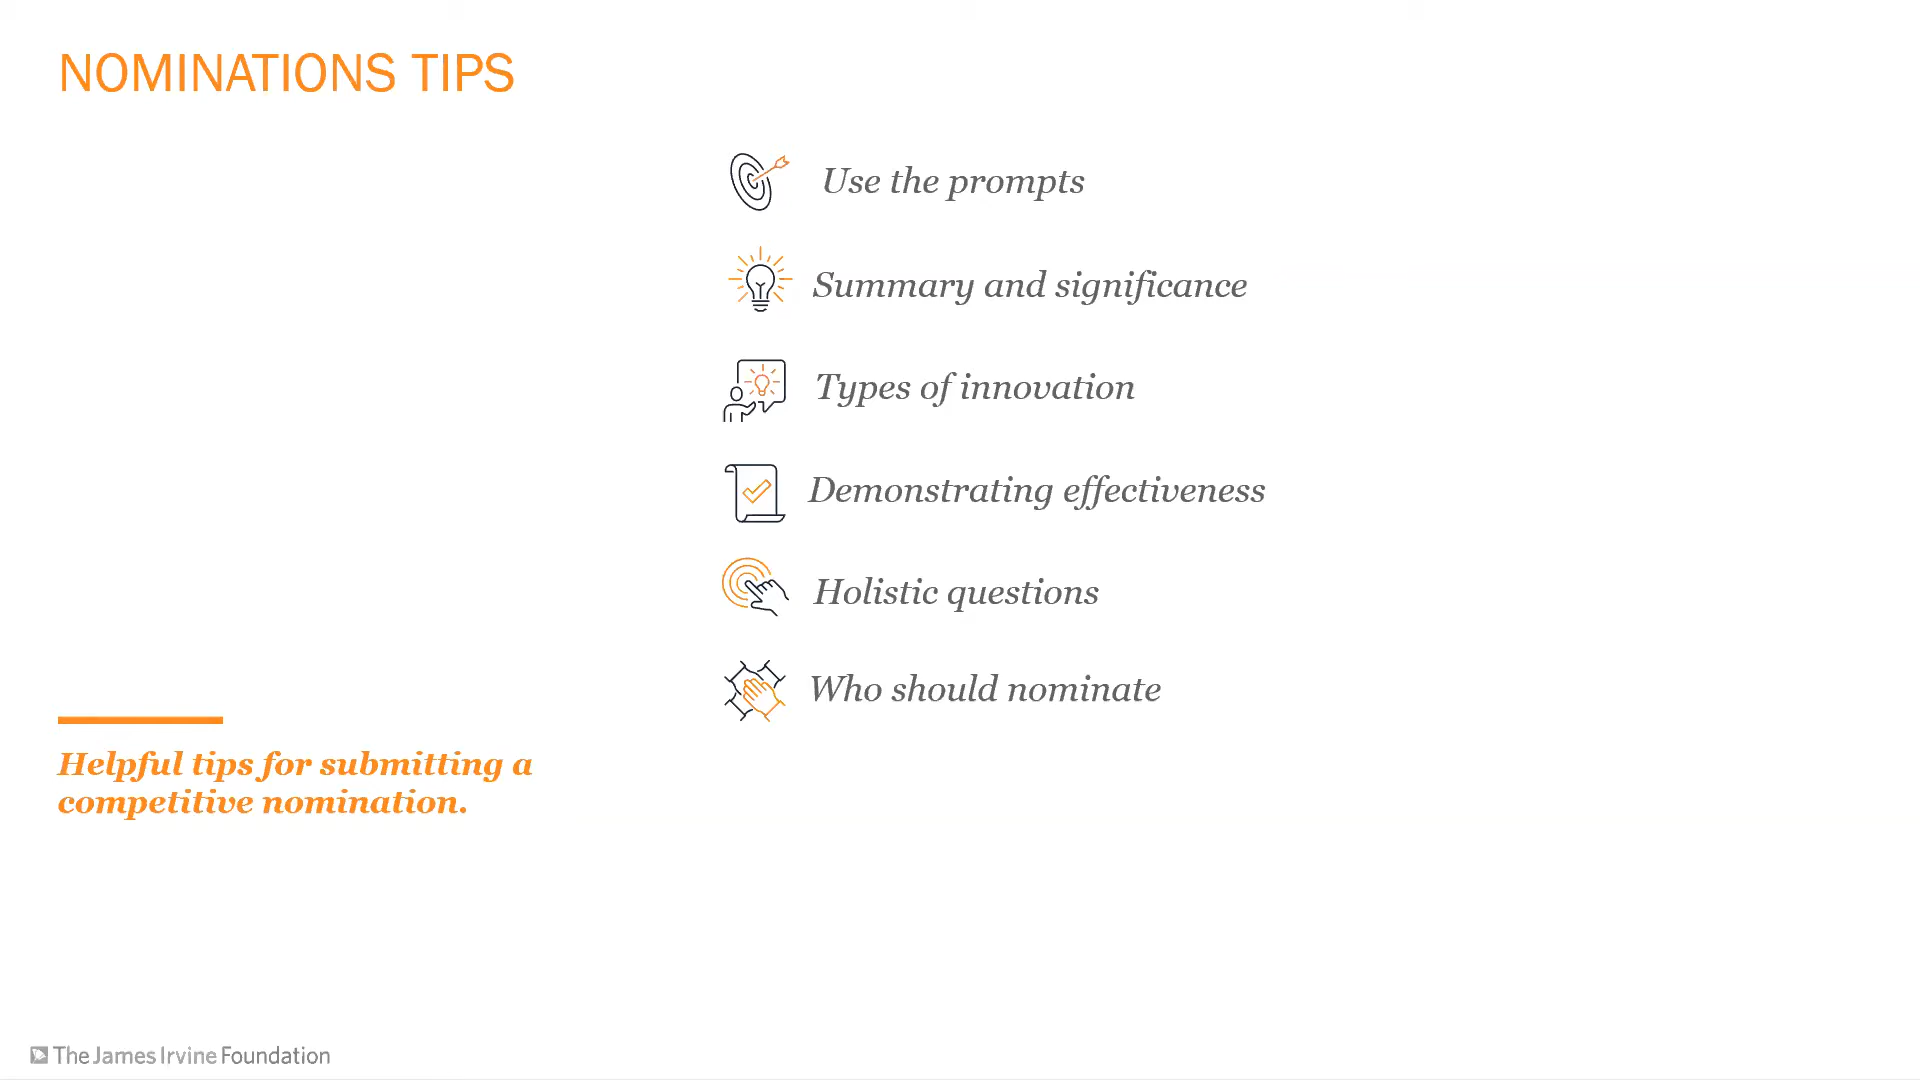 NOMINATIONS TIPS
Use the prompts
Summary and significance
Types of innovation
Demonstrating effectiveness
Holistic questions
Who should nominate
Helpful tips for submitting a
competitive nomination.
The James Irvine Foundation